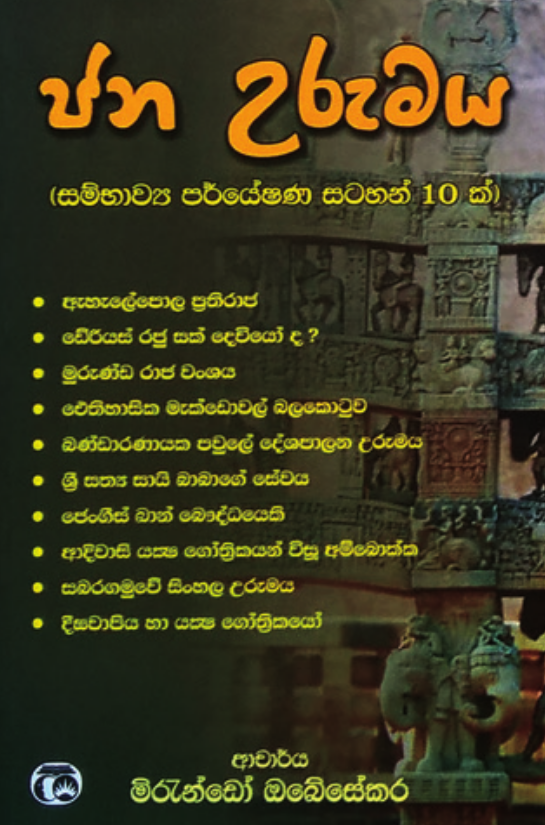 ජන උරුමය
(සම්භාව්‍ය පර්යේෂණ සටහන් 10 ක්)
• ඇහැලේපොල ප්‍රතිරාජ
• ඩේරියස් රජු සක් දෙවියෝ ද ?
• මුරුණ්ඩ රාජ වංශය
• ඓතිහාසික මැක්ඩොවල් බලකොටුව
• බණ්ඩාරණායක පවුලේ දේශපාලන උරුමය
• ශ්‍රී සත්‍ය සායි බාබාගේ සේවය
• ජෙංගීස් ඛාන් බෞද්ධයෙකි
• ආදිවාසී යක්‍ෂ ගෝත්‍රිකයන් විසූ අම්බොක්ක
• සබරගමුවේ සිංහල උරුමය
• දීඝවාපිය හා යක්‍ෂ ගෝත්‍රිකයෝ
ආචාර්ය
මිරැන්ඩෝ ඔබේසේකර